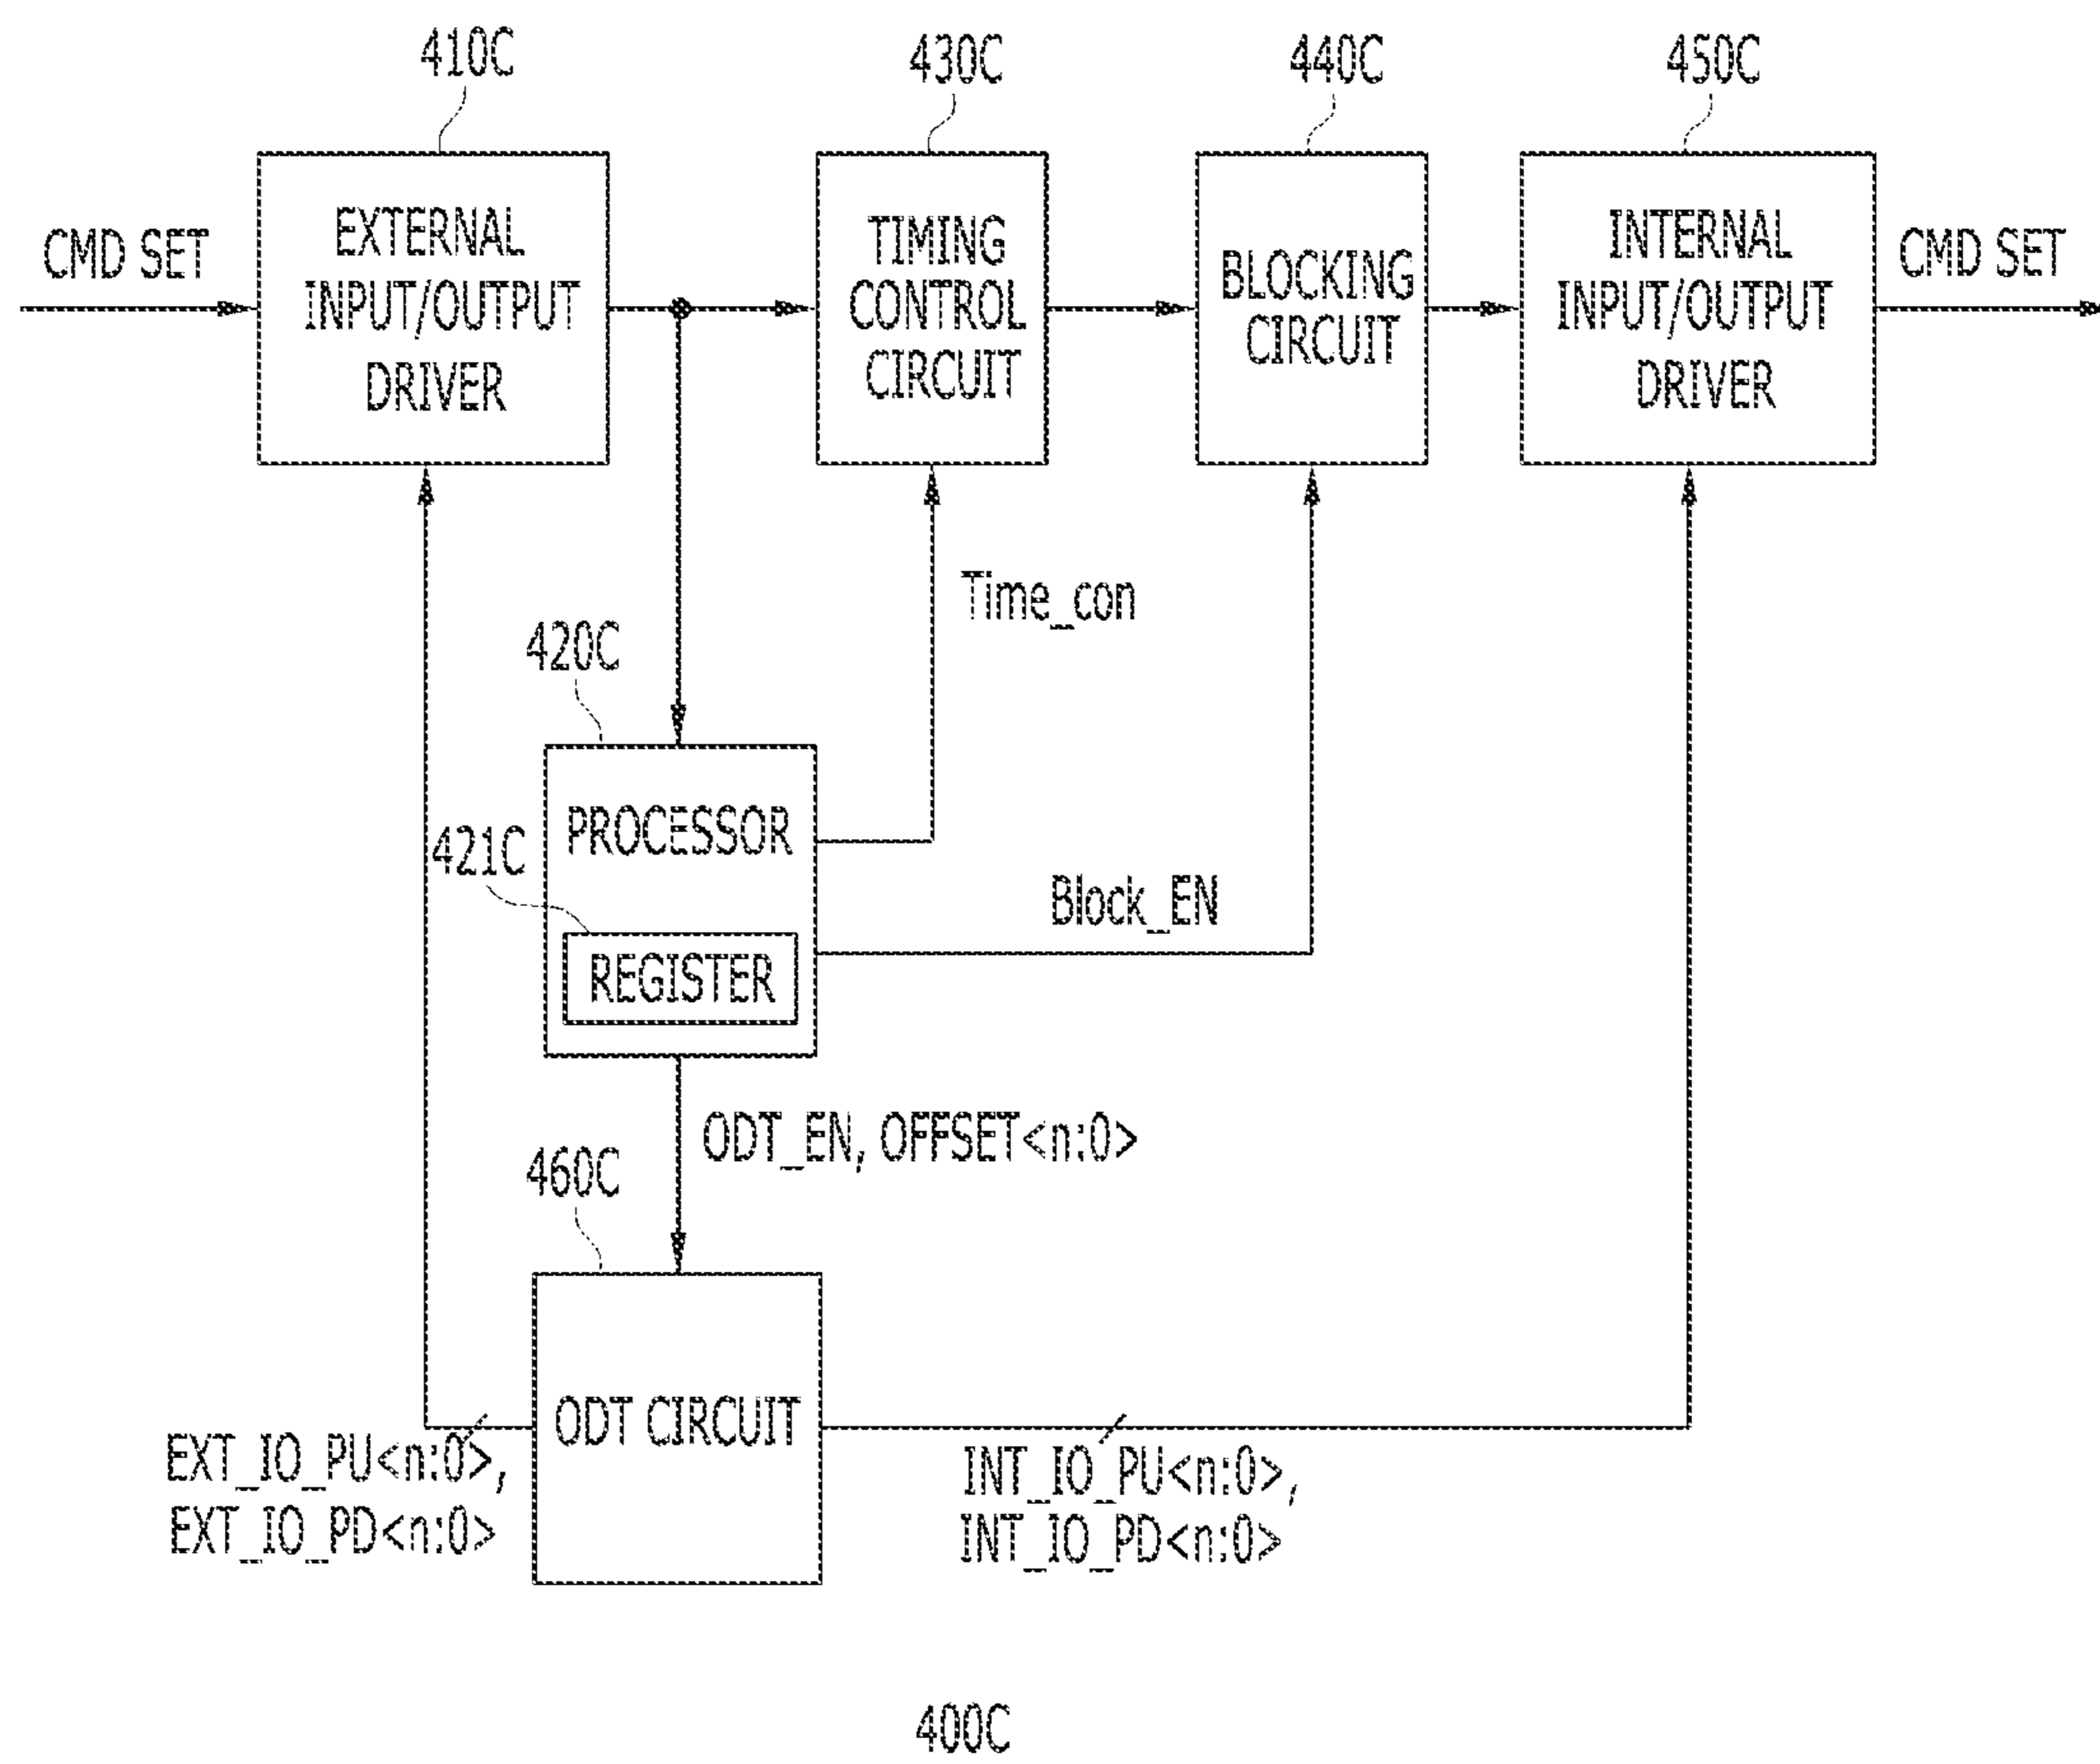 410C
430C
440C
450C
CMD SET
EXTERNAL
INPUT/OUTPUT
DRIVER
TIMING
CONTROL
CIRCUIT
BLOCKING
CIRCUIT
INTERNAL
INPUT/OUTPUT
DRIVER
CMD SET
Time_con
420C
PROCESSOR
421C
REGISTER
Block_EN
ODT_EN, OFFSET<n:0>
460C
ODT CIRCUIT
EXT_IO_PU<n:0>,
EXT_IO_PD<n:0>
INT_IO_PU<n:0>,
INT_IO_PD<n:0>
400C